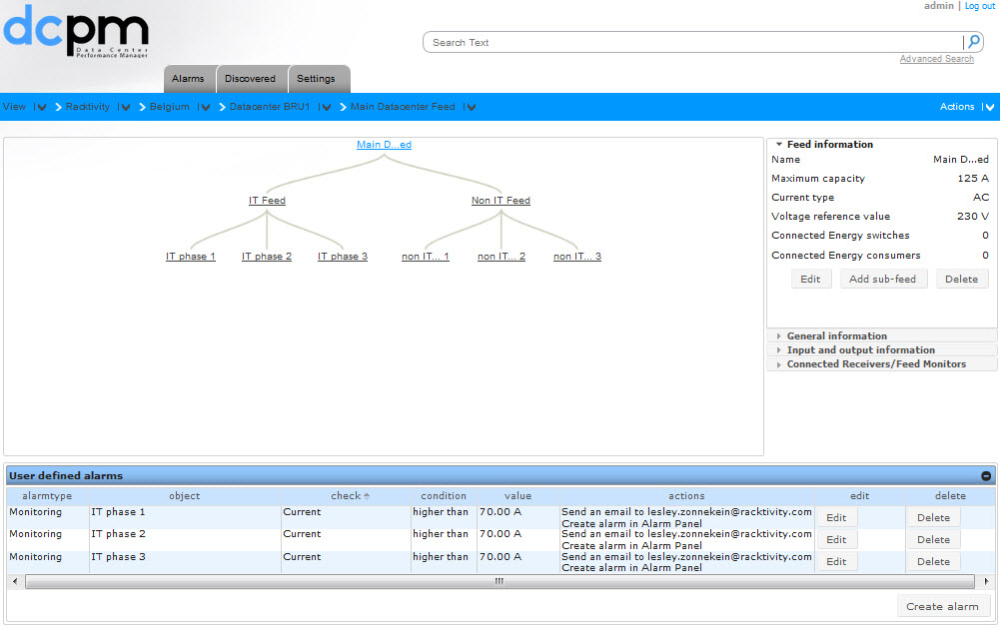 admin | Log out
dcpm
Data Center
Performance Manager
Search Text
Advanced Search
Alarms Discovered Settings
View Racktivity Belgium Datacenter BRU1 Main Datacenter Feed Actions
Main D...ed
IT Feed Non IT Feed
IT phase 1 IT phase 2 IT phase 3 non IT... 1 non IT... 2 non IT... 3
Feed information
Name Main D...ed
Maximum capacity 125 A
Current type AC
Voltage reference value 230 V
Connected Energy switches 0
Connected Energy consumers 0
Edit Add sub-feed Delete
General information
Input and output information
Connected Receivers/Feed Monitors
User defined alarms
alarmtype object check condition value actions edit delete
Monitoring IT phase 1 Current higher than 70.00 A Send an email to lesley.zonnekein@racktivity.com Edit Delete
Create alarm in Alarm Panel
Monitoring IT phase 2 Current higher than 70.00 A Send an email to lesley.zonnekein@racktivity.com Edit Delete
Create alarm in Alarm Panel
Monitoring IT phase 3 Current higher than 70.00 A Send an email to lesley.zonnekein@racktivity.com Edit Delete
Create alarm in Alarm Panel
Create alarm